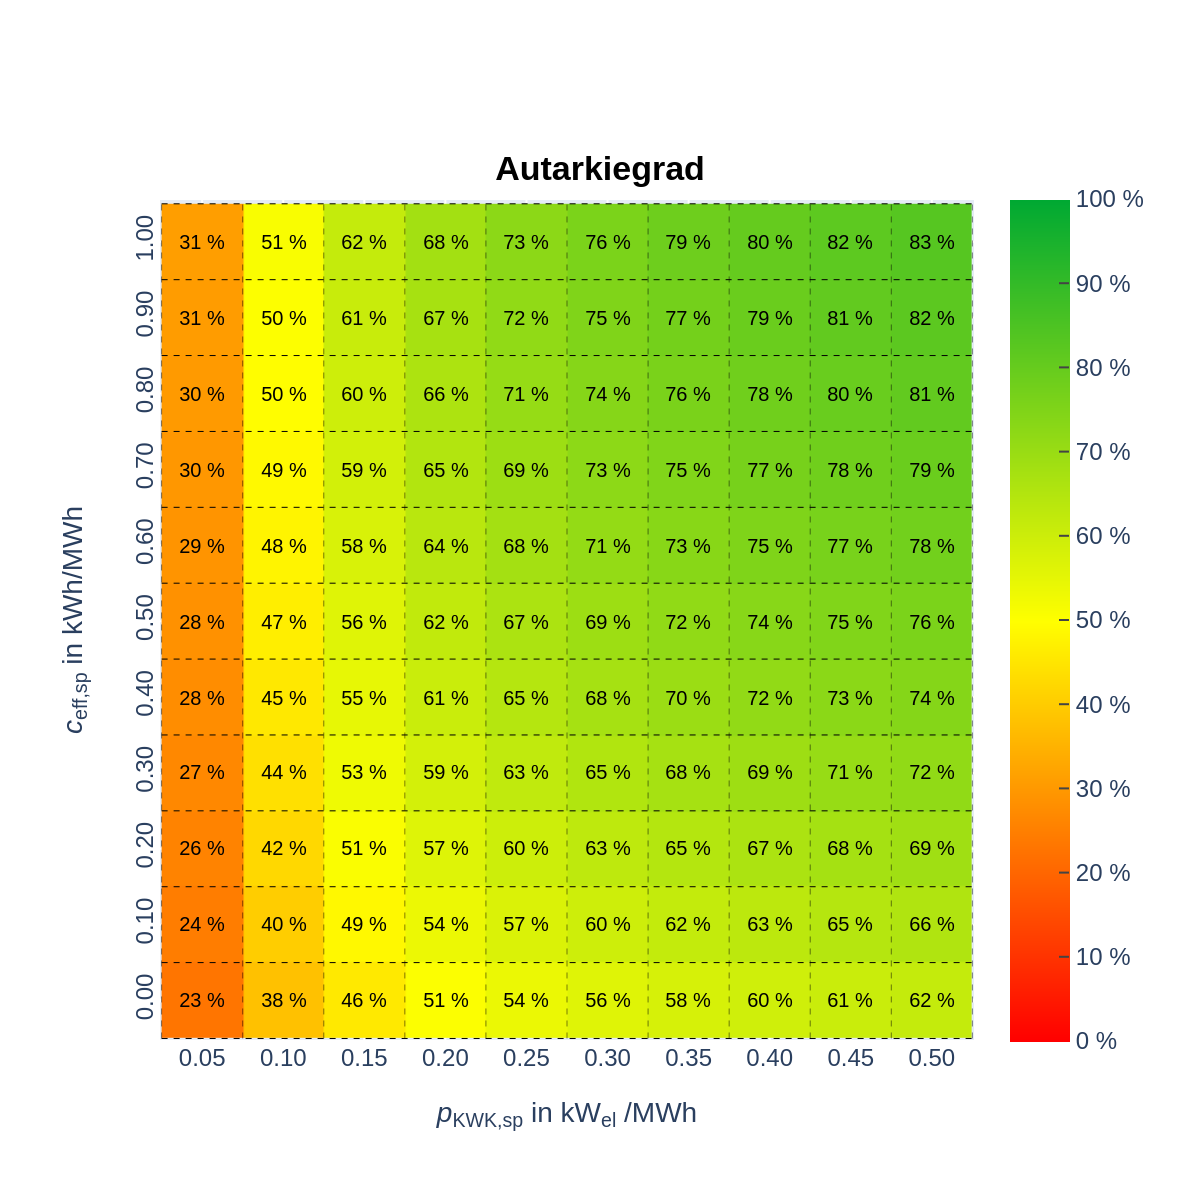 Autarkiegrad
1.00 31 % 51 % 62 % 68 % 73 % 76 % 79 % 80 % 82 % 83 %
0.90 31 % 50 % 61 % 67 % 72 % 75 % 77 % 79 % 81 % 82 %
0.80 30 % 50 % 60 % 66 % 71 % 74 % 76 % 78 % 80 % 81 %
0.70 30 % 49 % 59 % 65 % 69 % 73 % 75 % 77 % 78 % 79 %
0.60 29 % 48 % 58 % 64 % 68 % 71 % 73 % 75 % 77 % 78 %
0.50 28 % 47 % 56 % 62 % 67 % 69 % 72 % 74 % 75 % 76 %
0.40 28 % 45 % 55 % 61 % 65 % 68 % 70 % 72 % 73 % 74 %
0.30 27 % 44 % 53 % 59 % 63 % 65 % 68 % 69 % 71 % 72 %
0.20 26 % 42 % 51 % 57 % 60 % 63 % 65 % 67 % 68 % 69 %
0.10 24 % 40 % 49 % 54 % 57 % 60 % 62 % 63 % 65 % 66 %
0.00 23 % 38 % 46 % 51 % 54 % 56 % 58 % 60 % 61 % 62 %
0.05 0.10 0.15 0.20 0.25 0.30 0.35 0.40 0.45 0.50
pKWK,sp in kWel /MWh
ceff,sp in kWh/MWh
100 %
90 %
80 %
70 %
60 %
50 %
40 %
30 %
20 %
10 %
0 %